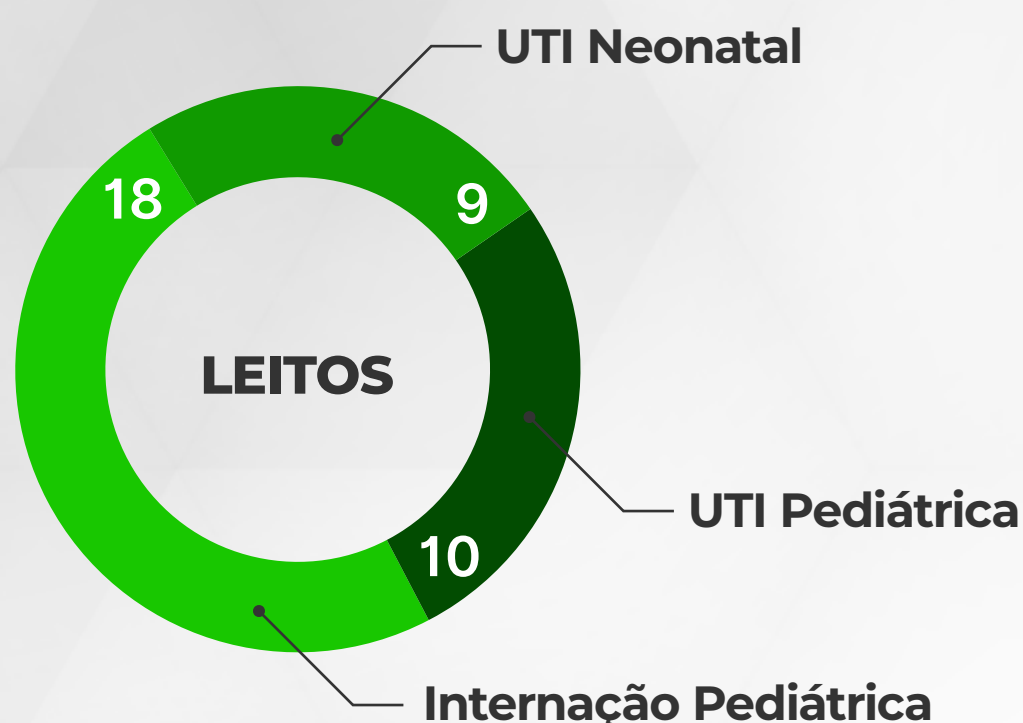 UTI Neonatal
18
9
LEITOS
UTI Pediátrica
10
Internação Pediátrica